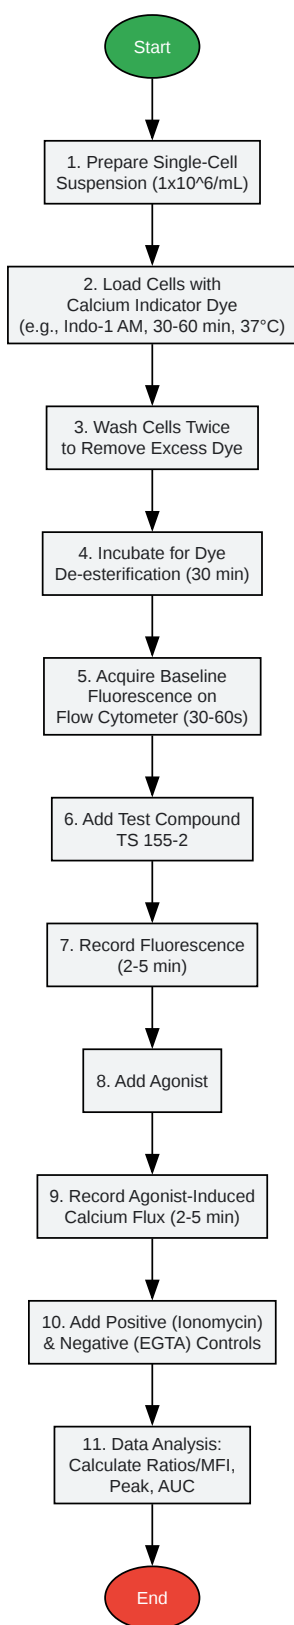 Start
1. Prepare Single-Cell
Suspension (1x10^6/mL)
2. Load Cells with
Calcium Indicator Dye
(e.g., Indo-1 AM, 30-60 min, 37°C)
3. Wash Cells Twice
to Remove Excess Dye
4. Incubate for Dye
De-esterification (30 min)
5. Acquire Baseline
Fluorescence on
Flow Cytometer (30-60s)
6. Add Test Compound
TS 155-2
7. Record Fluorescence
(2-5 min)
8. Add Agonist
9. Record Agonist-Induced
Calcium Flux (2-5 min)
10. Add Positive (Ionomycin)
& Negative (EGTA) Controls
11. Data Analysis:
Calculate Ratios/MFI,
Peak, AUC
End